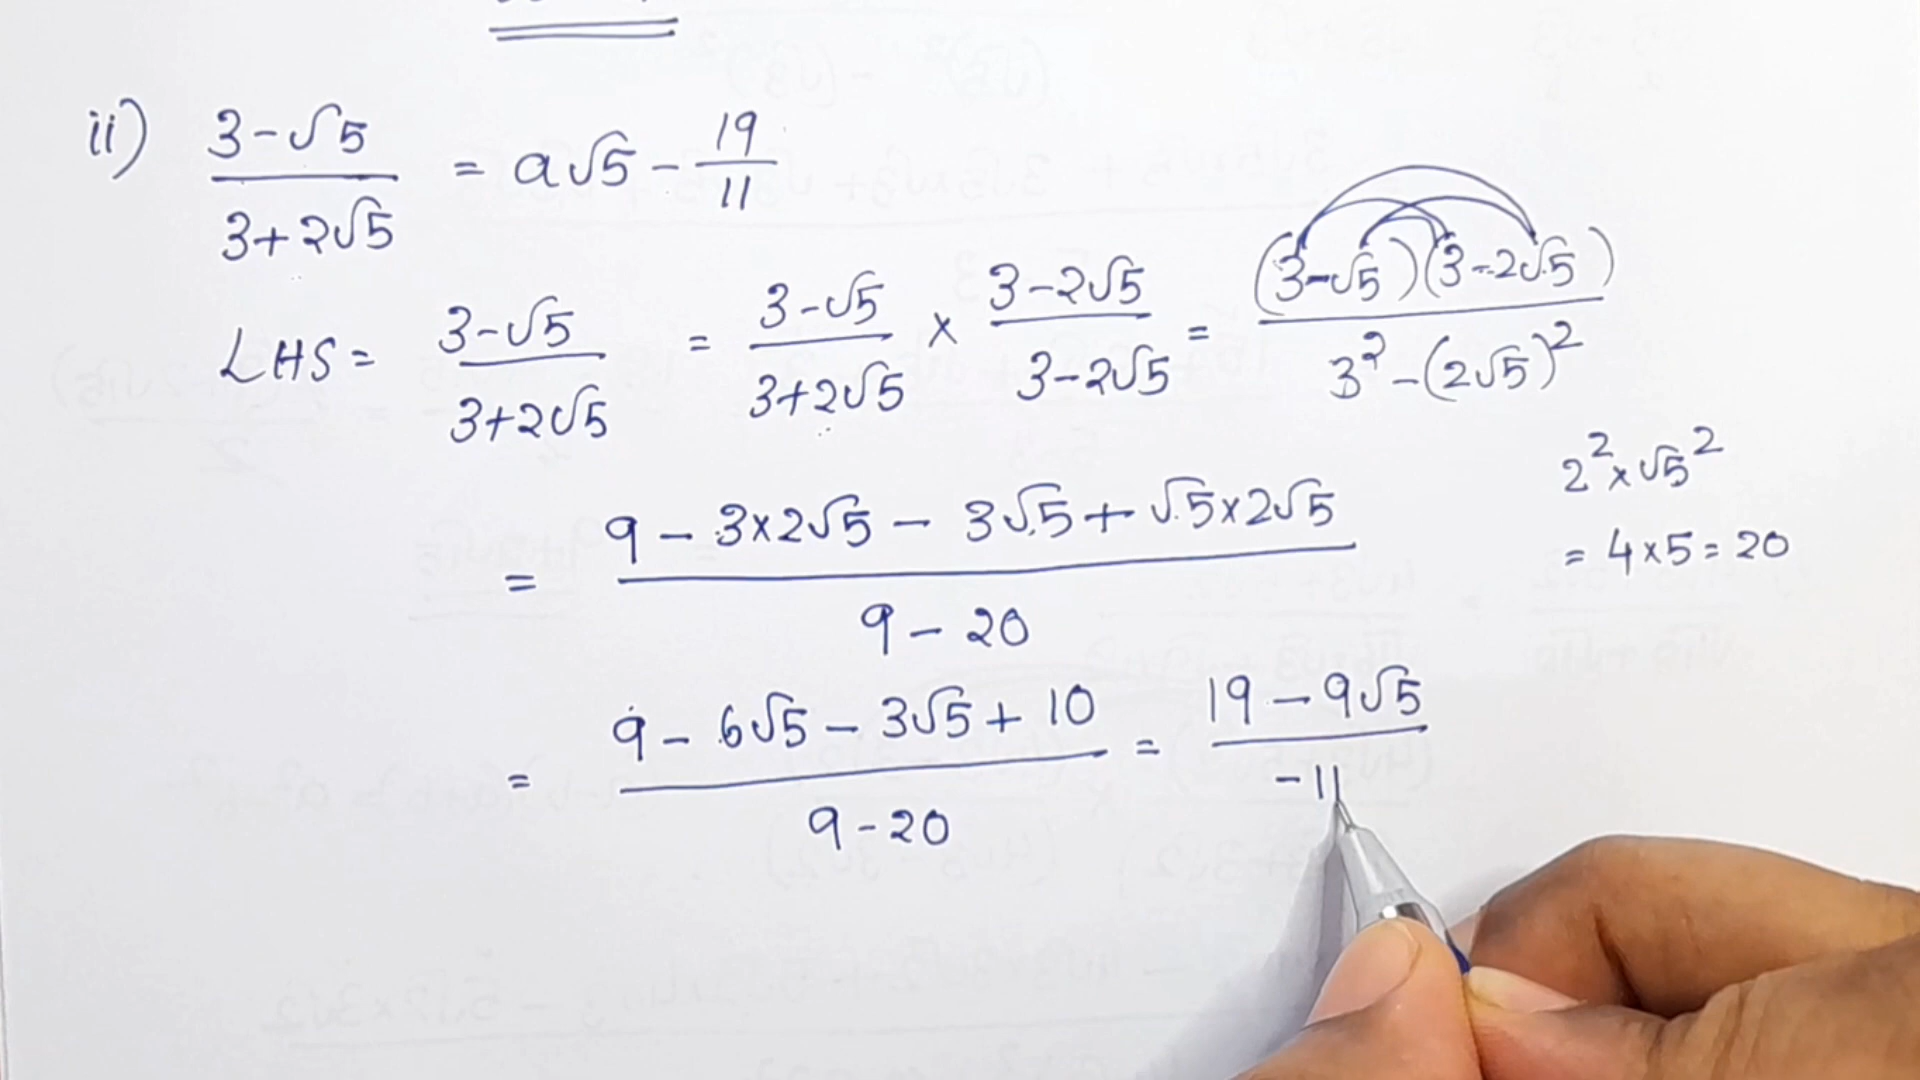 ii) (3-√5)/(3+2√5) = a√5 - 19/11
LHS = (3-√5)/(3+2√5) = (3-√5)/(3+2√5) × (3-2√5)/(3-2√5) = ((3-√5)(3-2√5))/(3² - (2√5)²)
2² × √5²
= 4 × 5 = 20
= (9 - 3×2√5 - 3√5 + √5×2√5)/(9 - 20)
= (9 - 6√5 - 3√5 + 10)/(9 - 20) = (19 - 9√5)/(-11)